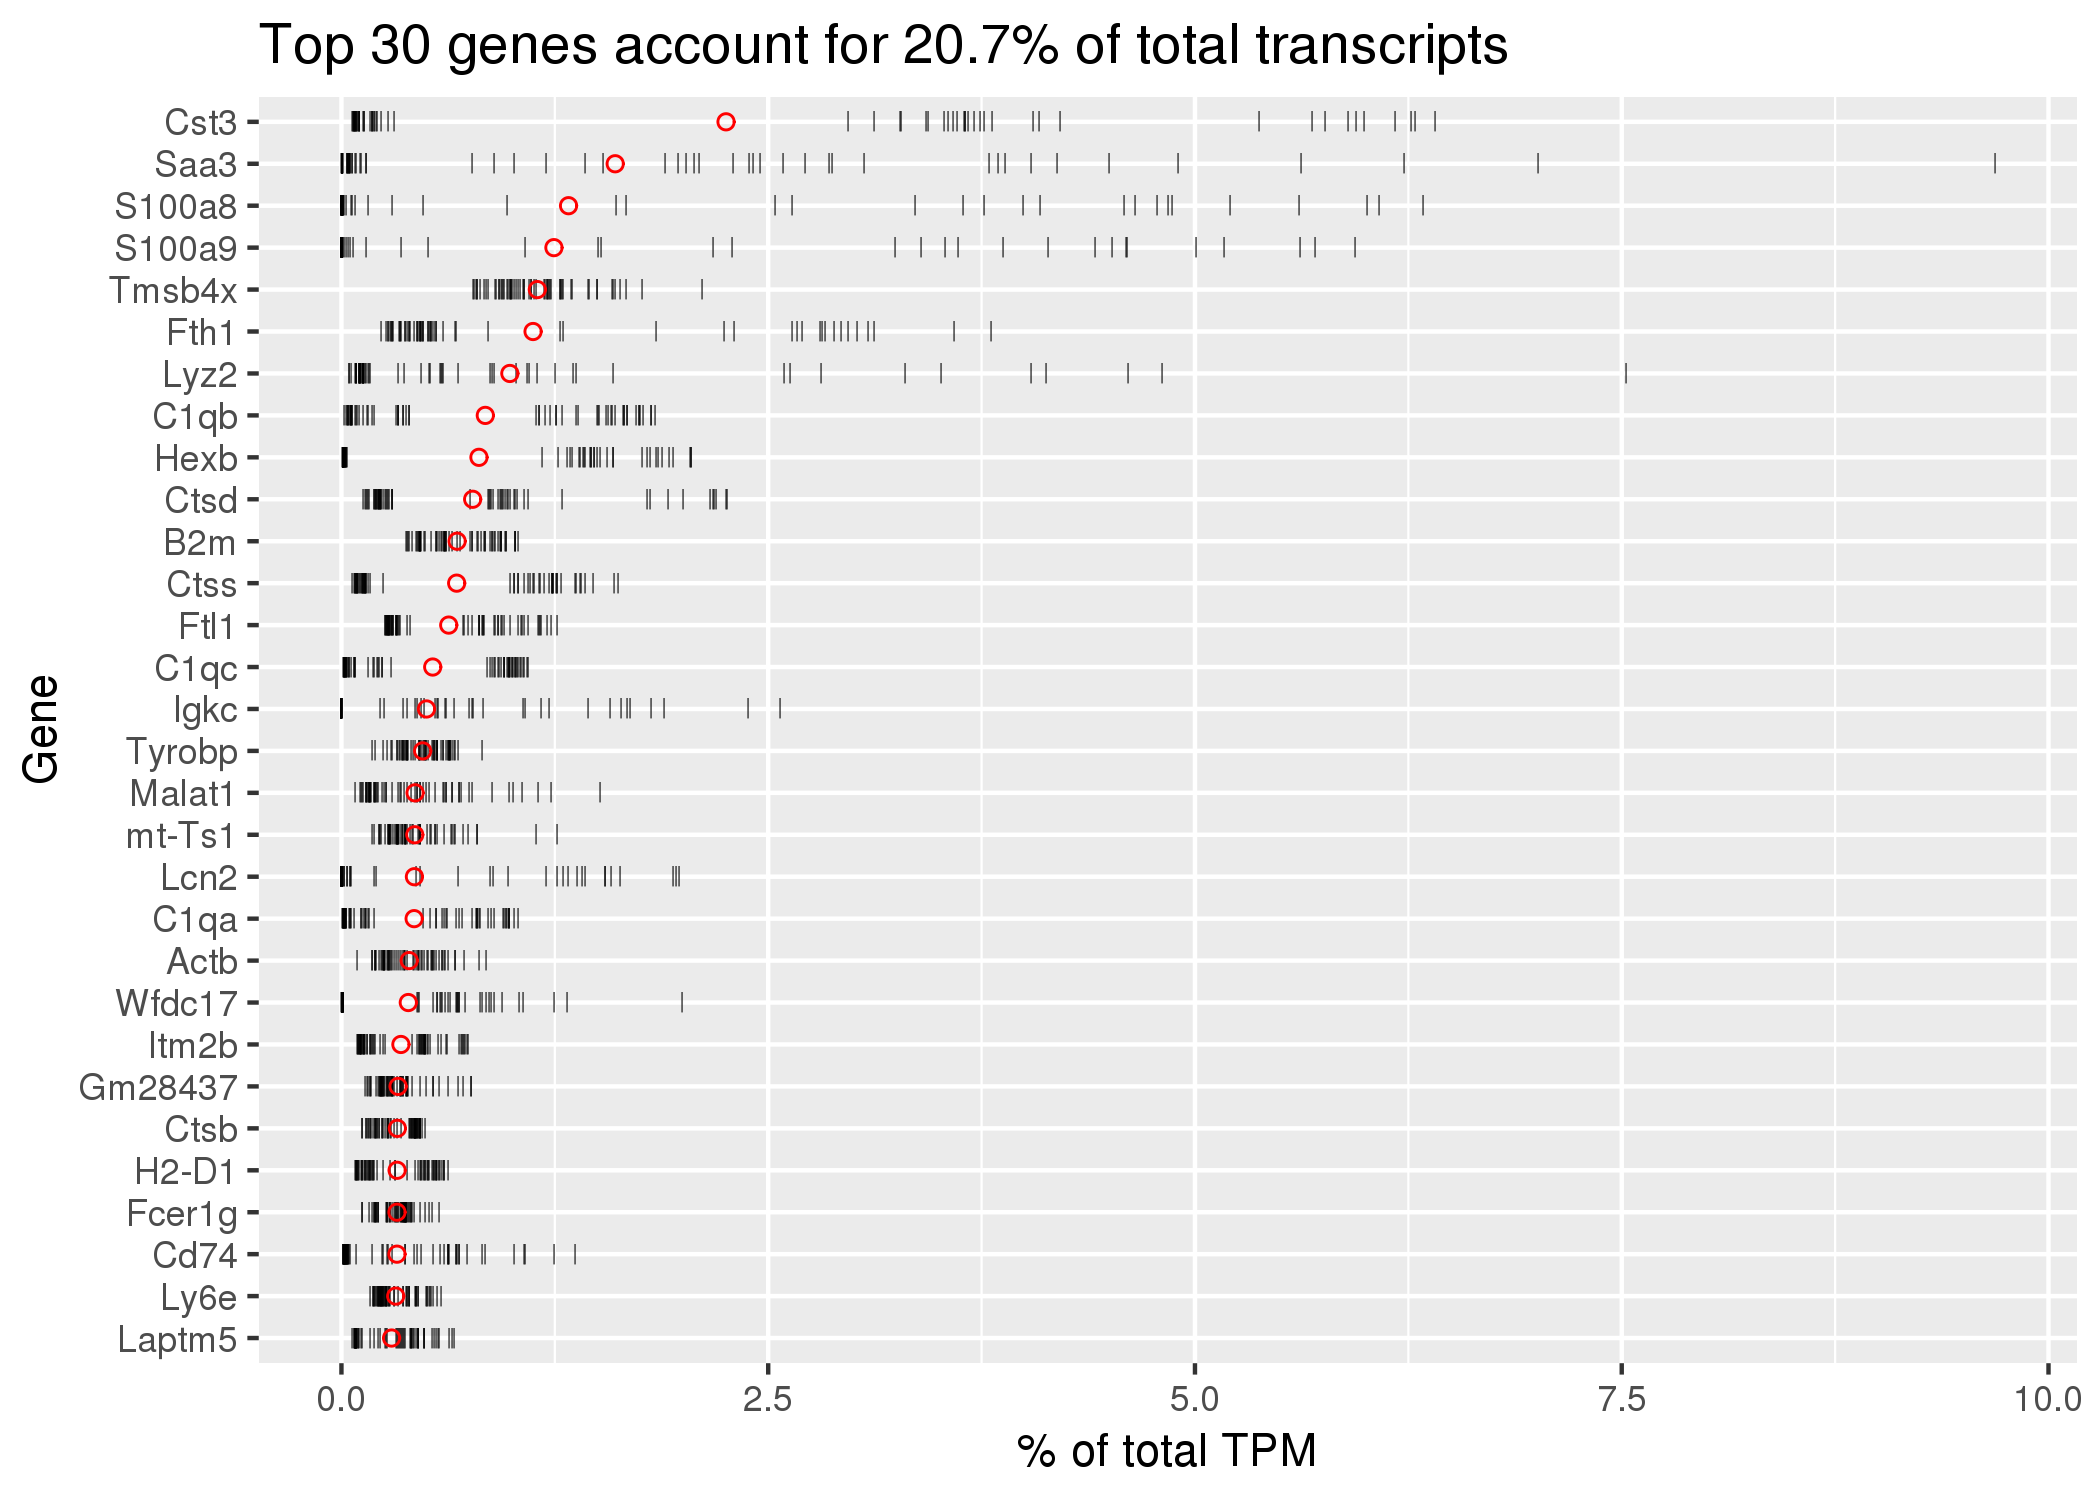 Top 30 genes account for 20.7% of total transcripts
Cst3
Saa3
S100a8
S100a9
Tmsb4x
Fth1
Lyz2
C1qb
Hexb
Ctsd
B2m
Ctss
Ftl1
C1qc
Igkc
Tyrobp
Malat1
mt-Ts1
Lcn2
C1qa
Actb
Wfdc17
Itm2b
Gm28437
Ctsb
H2-D1
Fcer1g
Cd74
Ly6e
Laptm5
Gene
0.0 2.5 5.0 7.5 10.0
% of total TPM